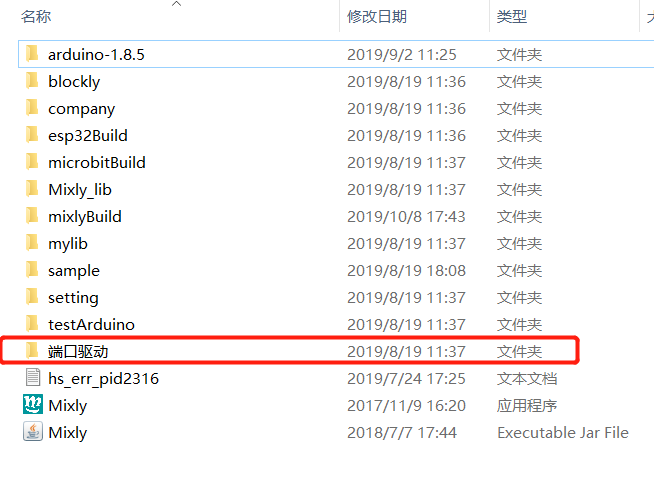 名称 修改日期 类型
arduino-1.8.5 2019/9/2 11:25 文件夹
blockly 2019/8/19 11:36 文件夹
company 2019/8/19 11:36 文件夹
esp32Build 2019/8/19 11:36 文件夹
microbitBuild 2019/8/19 11:37 文件夹
Mixly_lib 2019/8/19 11:37 文件夹
mixlyBuild 2019/10/8 17:43 文件夹
mylib 2019/8/19 11:37 文件夹
sample 2019/8/19 18:08 文件夹
setting 2019/8/19 11:37 文件夹
testArduino 2019/8/19 11:37 文件夹
端口驱动 2019/8/19 11:37 文件夹
hs_err_pid2316 2019/7/24 17:25 文本文档
Mixly 2017/11/9 16:20 应用程序
Mixly 2018/7/7 17:44 Executable Jar File